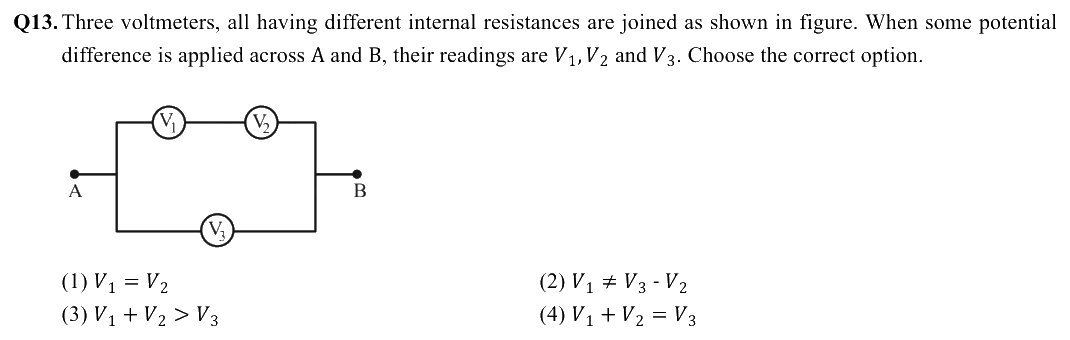 Q13. Three voltmeters, all having different internal resistances are joined as shown in figure. When some potential
difference is applied across A and B, their readings are V₁, V₂ and V₃. Choose the correct option.
V₁ V₂
A B
V₃
(1) V₁ = V₂ (2) V₁ ≠ V₃ - V₂
(3) V₁ + V₂ > V₃ (4) V₁ + V₂ = V₃